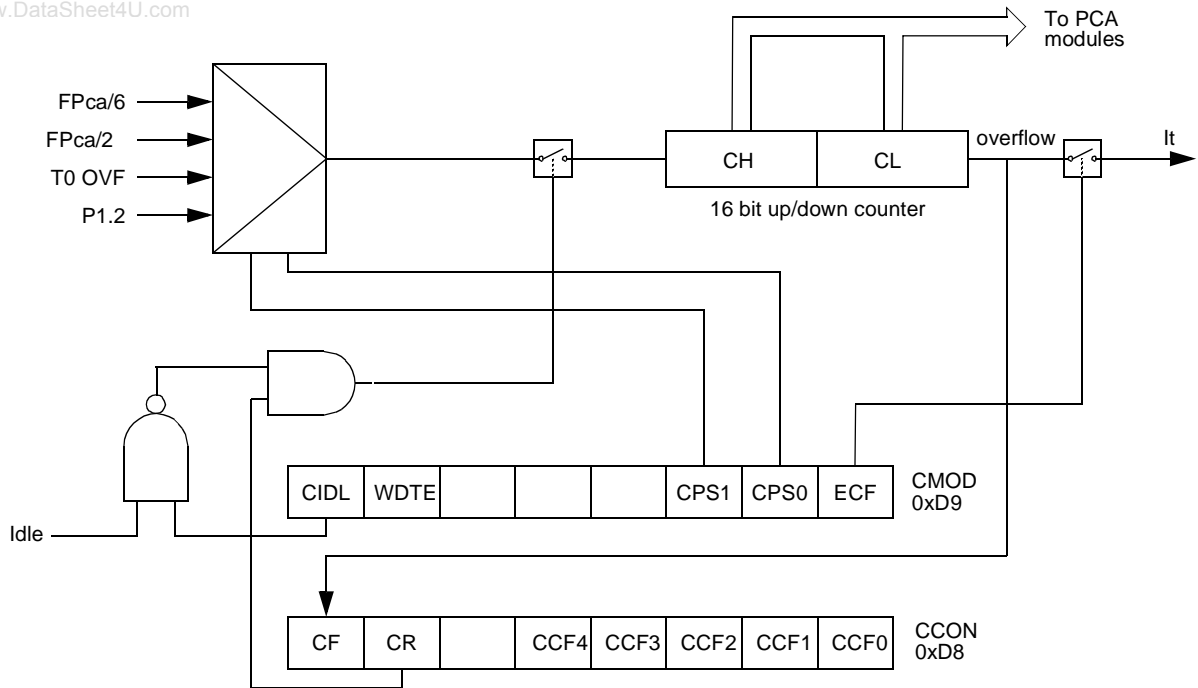 w.DataSheet4U.com
To PCA
modules
FPca/6
FPca/2
T0 OVF
P1.2
CH
CL
overflow
It
16 bit up/down counter
CIDL
WDTE
CPS1
CPS0
ECF
CMOD
0xD9
Idle
CF
CR
CCF4
CCF3
CCF2
CCF1
CCF0
CCON
0xD8